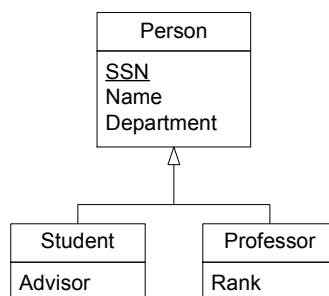 Person
SSN
Name
Department
Student
Professor
Advisor
Rank